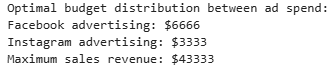 Optimal budget distribution between ad spend:
Facebook advertising: $6666
Instagram advertising: $3333
Maximum sales revenue: $43333